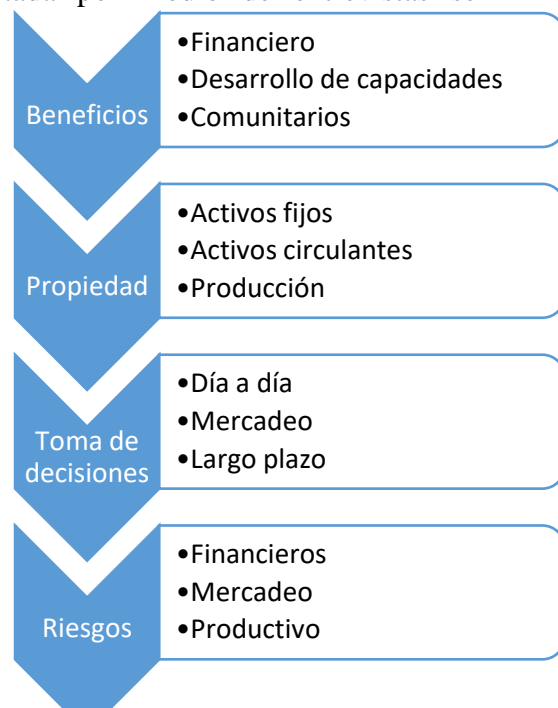 Beneficios
•Financiero
•Desarrollo de capacidades
•Comunitarios
Propiedad
•Activos fijos
•Activos circulantes
•Producción
Toma de
decisiones
•Día a día
•Mercadeo
•Largo plazo
Riesgos
•Financieros
•Mercadeo
•Productivo